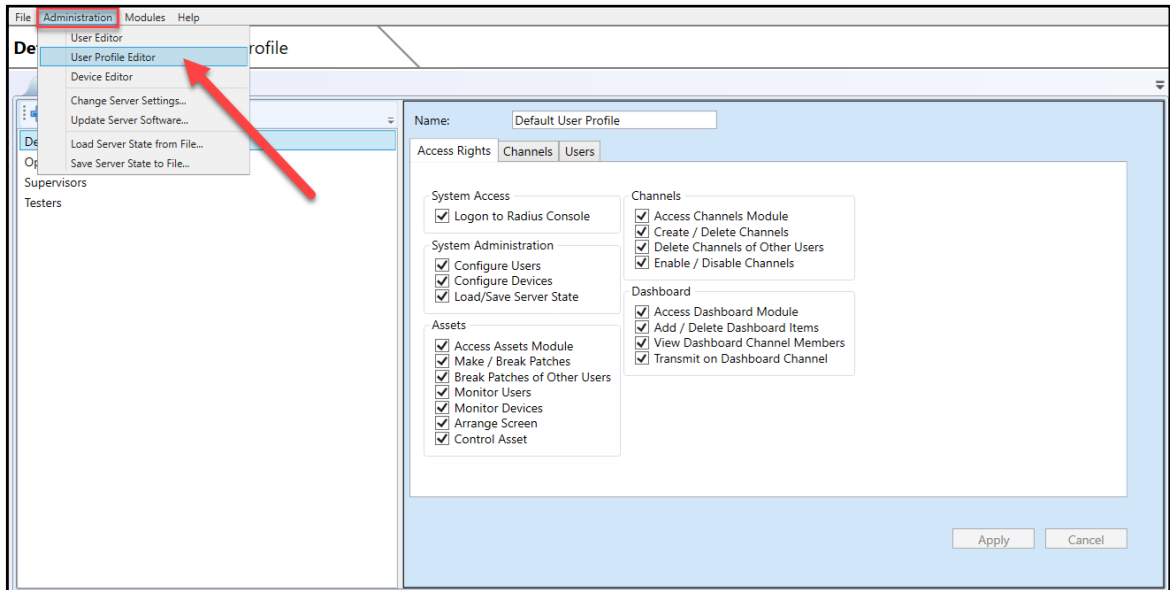 File Administration Modules Help
User Editor
User Profile Editor
Device Editor
Change Server Settings...
Update Server Software...
Load Server State from File...
Save Server State to File...
De
rofile
De
Op
Supervisors
Testers
Name: Default User Profile
Access Rights Channels Users
System Access
Logon to Radius Console
System Administration
Configure Users
Configure Devices
Load/Save Server State
Assets
Access Assets Module
Make / Break Patches
Break Patches of Other Users
Monitor Users
Monitor Devices
Arrange Screen
Control Asset
Channels
Access Channels Module
Create / Delete Channels
Delete Channels of Other Users
Enable / Disable Channels
Dashboard
Access Dashboard Module
Add / Delete Dashboard Items
View Dashboard Channel Members
Transmit on Dashboard Channel
Apply Cancel